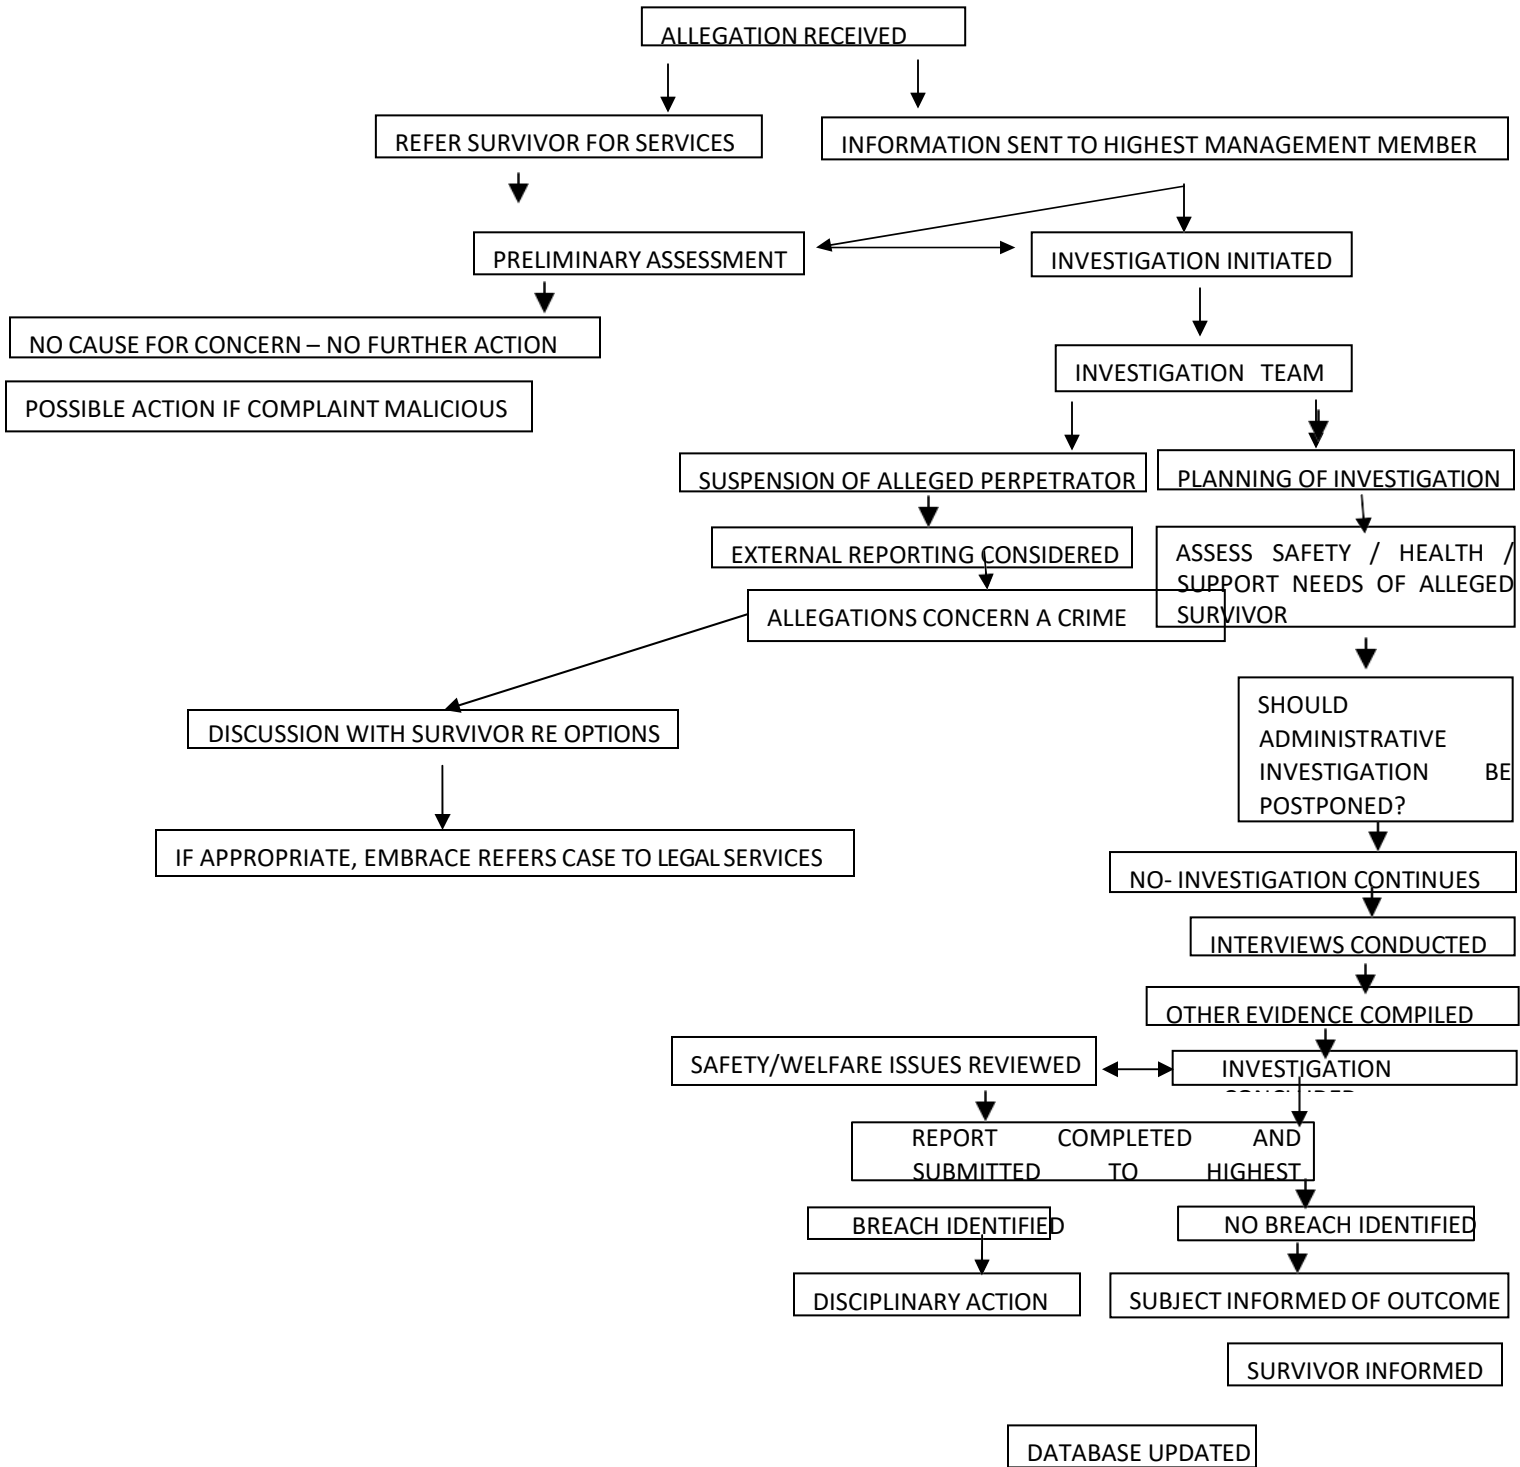 ALLEGATION RECEIVED
REFER SURVIVOR FOR SERVICES
INFORMATION SENT TO HIGHEST MANAGEMENT MEMBER
PRELIMINARY ASSESSMENT
INVESTIGATION INITIATED
NO CAUSE FOR CONCERN – NO FURTHER ACTION
INVESTIGATION TEAM
POSSIBLE ACTION IF COMPLAINT MALICIOUS
SUSPENSION OF ALLEGED PERPETRATOR
PLANNING OF INVESTIGATION
EXTERNAL REPORTING CONSIDERED
ASSESS SAFETY / HEALTH /
SUPPORT NEEDS OF ALLEGED
SURVIVOR
ALLEGATIONS CONCERN A CRIME
SHOULD
ADMINISTRATIVE
INVESTIGATION BE
POSTPONED?
DISCUSSION WITH SURVIVOR RE OPTIONS
IF APPROPRIATE, EMBRACE REFERS CASE TO LEGAL SERVICES
NO- INVESTIGATION CONTINUES
INTERVIEWS CONDUCTED
OTHER EVIDENCE COMPILED
SAFETY/WELFARE ISSUES REVIEWED
INVESTIGATION
REPORT COMPLETED AND
SUBMITTED TO HIGHEST
BREACH IDENTIFIED
NO BREACH IDENTIFIED
DISCIPLINARY ACTION
SUBJECT INFORMED OF OUTCOME
SURVIVOR INFORMED
DATABASE UPDATED